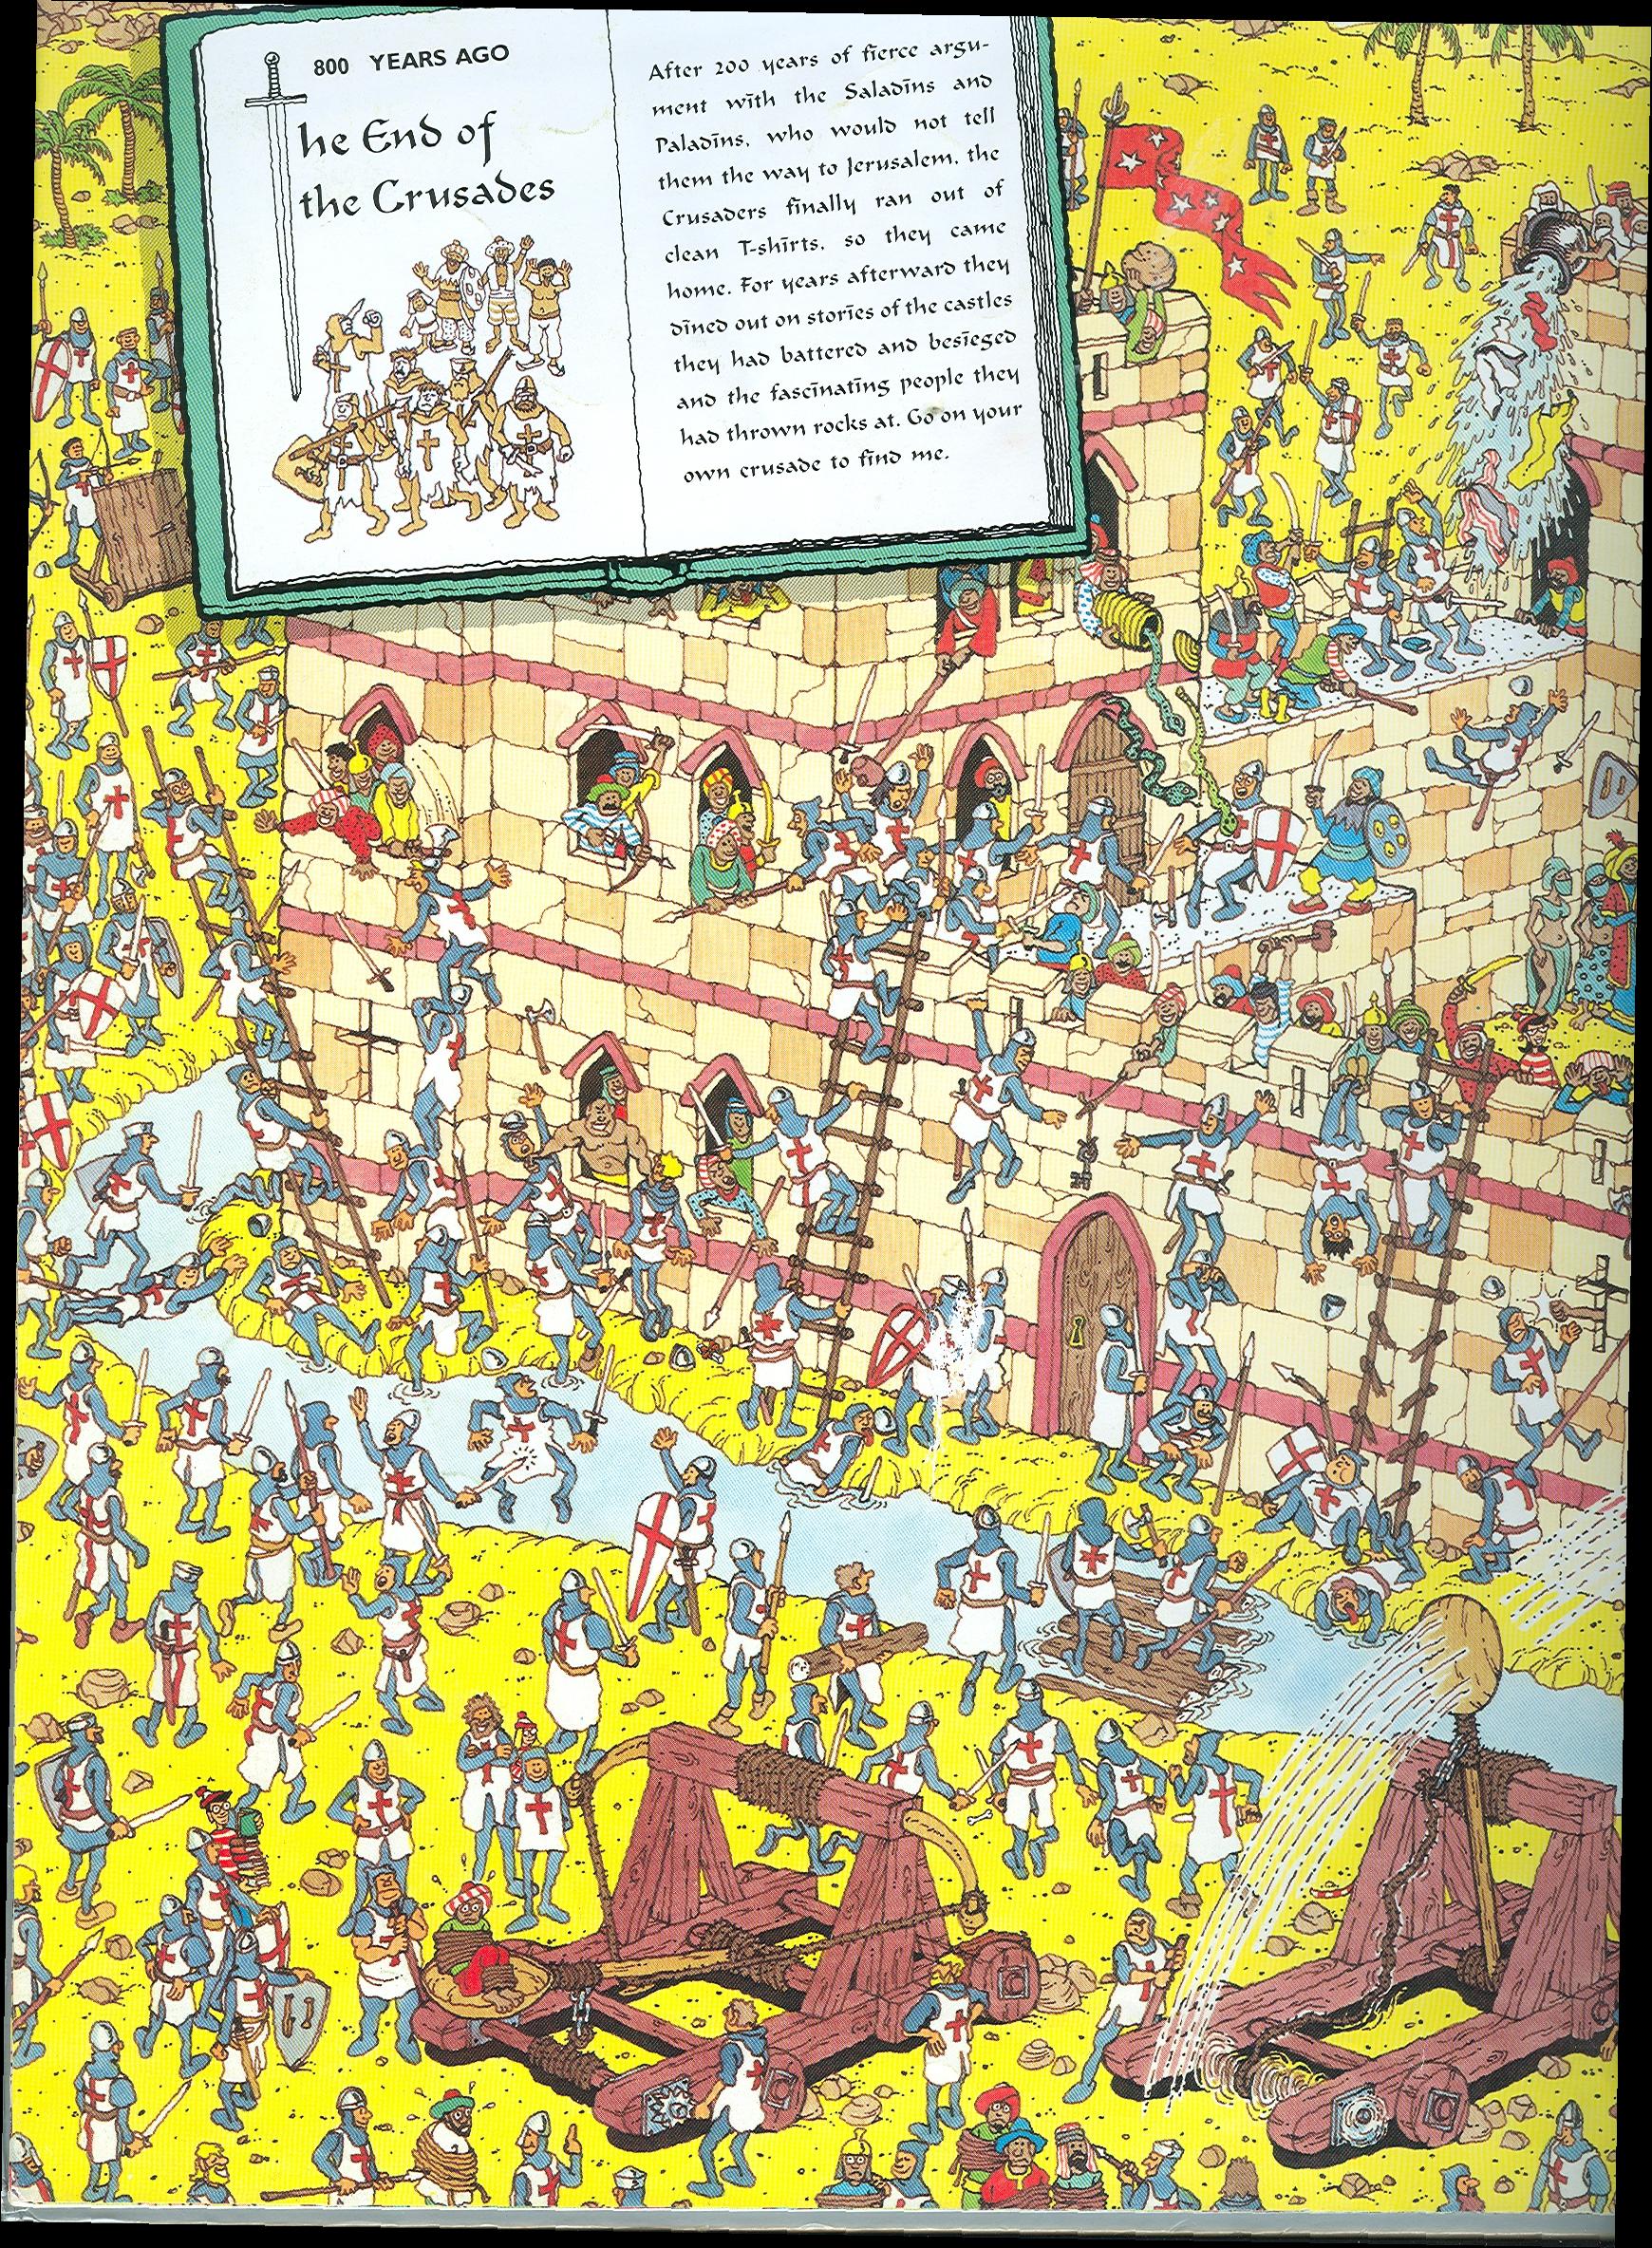 800 YEARS AGO
he End of
the Crusades
After 200 years of fierce argu-
ment with the Saladins and
Paladins, who would not tell
them the way to Jerusalem, the
Crusaders finally ran out of
clean T-shirts, so they came
home. For years afterward they
dined out on stories of the castles
they had battered and besieged
and the fascinating people they
had thrown rocks at. Go on your
own crusade to find me.